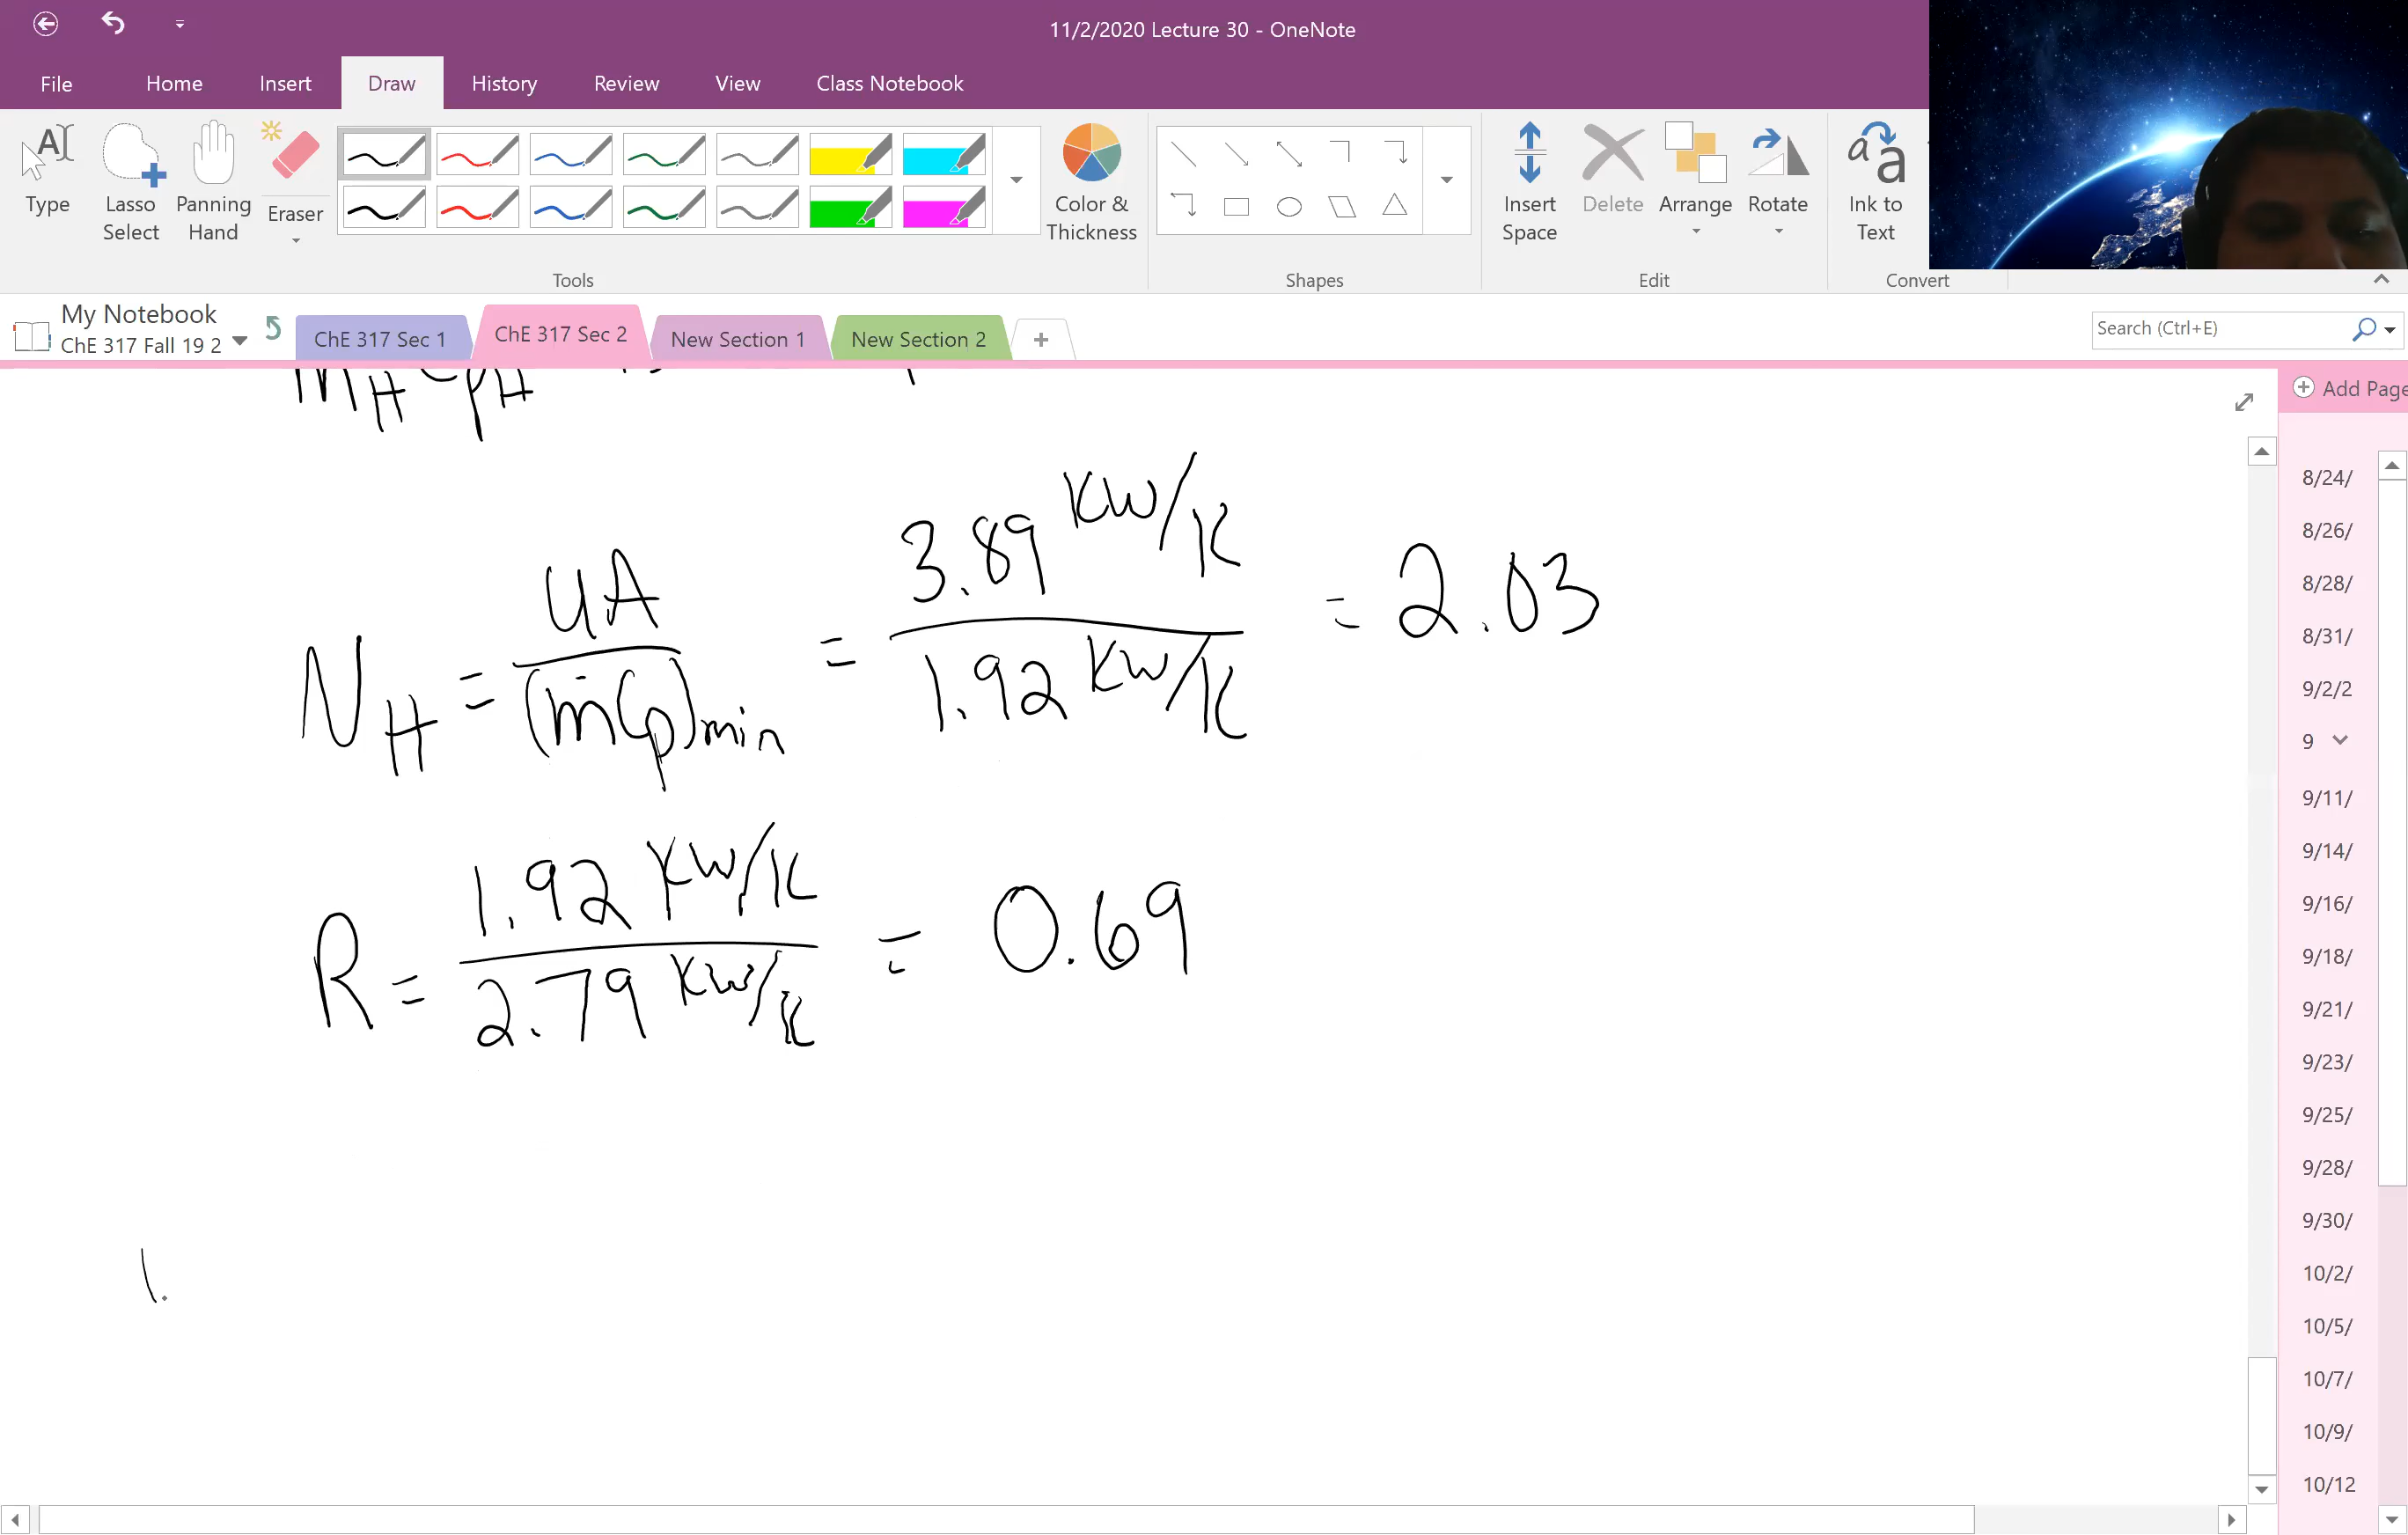 11/2/2020 Lecture 30 - OneNote
File Home Insert Draw History Review View Class Notebook
Type
Lasso Select
Panning Hand
Eraser
Color & Thickness
Insert Space
Delete
Arrange
Rotate
Ink to Text
Tools Shapes Edit Convert
My Notebook
ChE 317 Fall 19 2
ChE 317 Sec 1
ChE 317 Sec 2
New Section 1
New Section 2
+
Search (Ctrl+E)
Add Page
ṁ_H Cp_H
N_H = UA / (ṁCp)min = 3.89 KW/K / 1.92 KW/K = 2.03
R = 1.92 KW/K / 2.79 KW/K = 0.69
8/24/
8/26/
8/28/
8/31/
9/2/2
9
9/11/
9/14/
9/16/
9/18/
9/21/
9/23/
9/25/
9/28/
9/30/
10/2/
10/5/
10/7/
10/9/
10/12